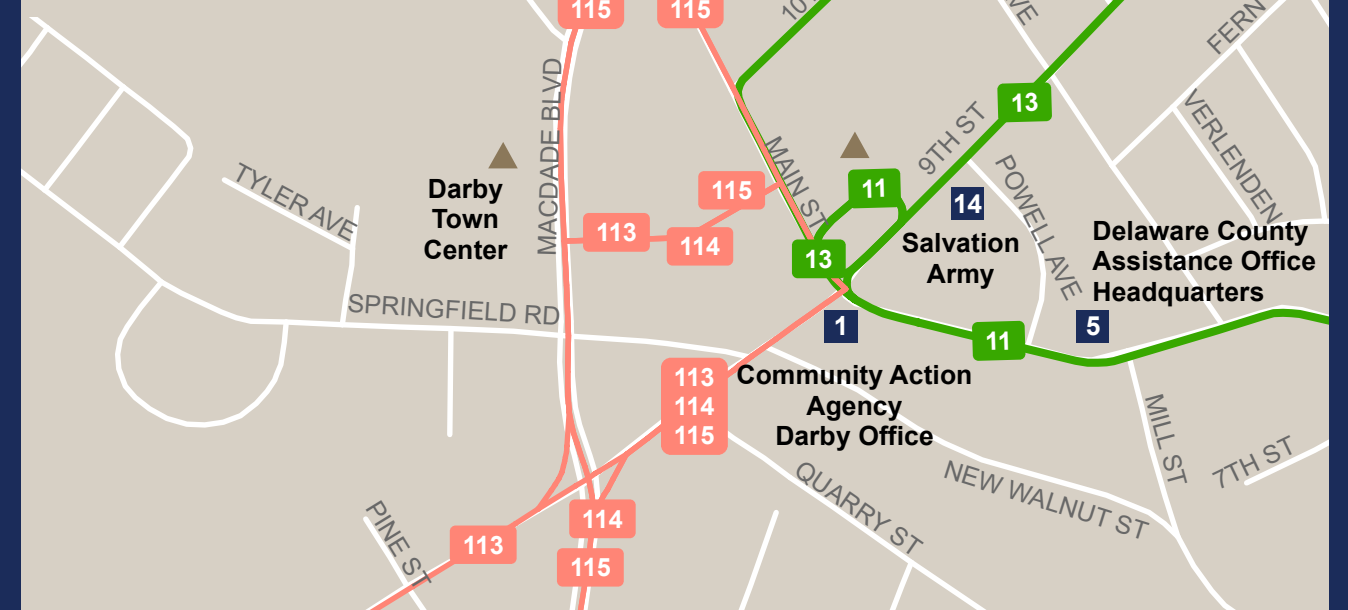 115
115
10
VE
FERN
MACDADE BLVD
13
9TH ST
VERLENDEN
MAIN ST
TYLER AVE
Darby
Town
Center
115
11
14
POWELL AVE
113
114
13
Salvation
Army
Delaware County
Assistance Office
Headquarters
SPRINGFIELD RD
1
11
5
113
114
115
Community Action
Agency
Darby Office
MILL ST
7TH ST
NEW WALNUT ST
QUARRY ST
PINE ST
114
113
115